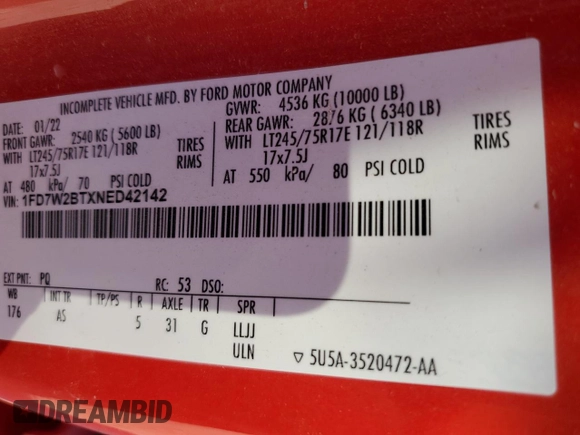 INCOMPLETE VEHICLE MFD. BY FORD MOTOR COMPANY
DATE: 01/22
GVWR: 4536 KG (10000 LB)
FRONT GAWR: 2540 KG ( 5600 LB)
REAR GAWR: 2876 KG ( 6340 LB)
WITH LT245/75R17E 121/118R TIRES
WITH LT245/75R17E 121/118R TIRES
17x7.5J RIMS
17x7.5J RIMS
AT 480 kPa/ 70 PSI COLD
AT 550 kPa/ 80 PSI COLD
VIN: 1FD7W2BTXNED42142
EXT PNT: PQ RC: 53 DSO:
WB INT TR TP/PS R AXLE TR SPR
176 AS 5 31 G LLJJ
ULN
5U5A-3520472-AA
DREAMBID